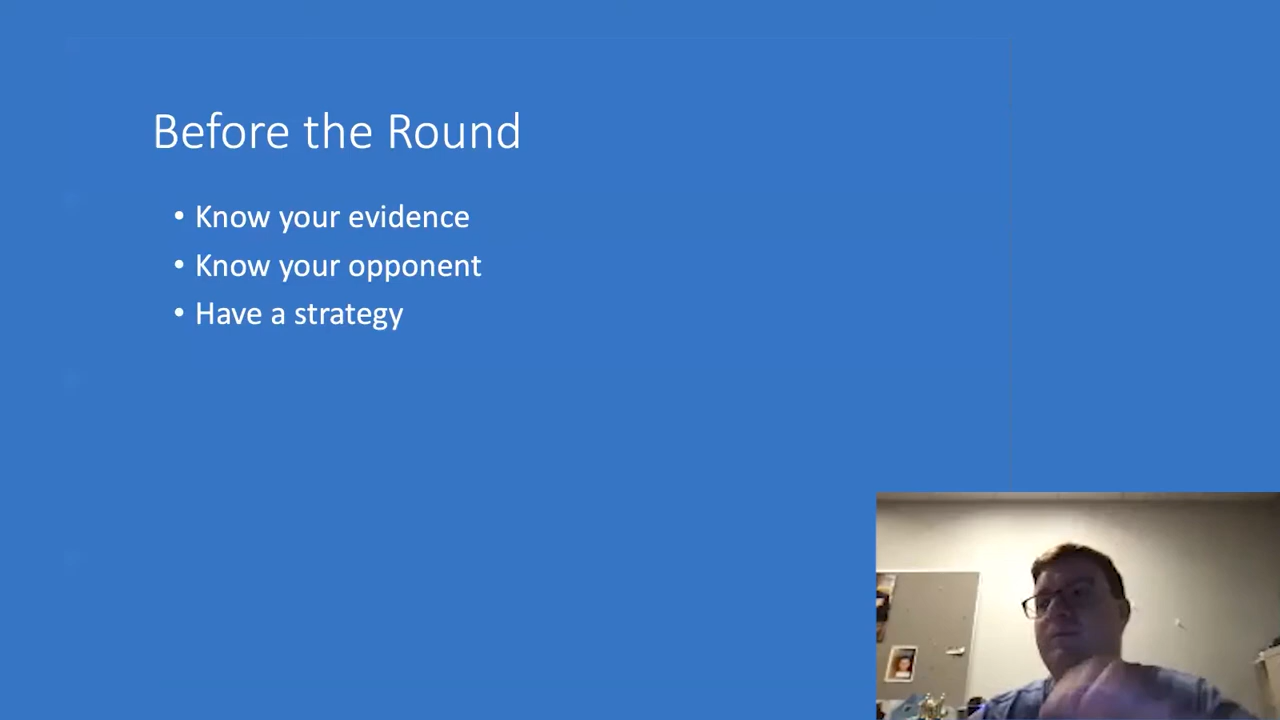 Before the Round
• Know your evidence
• Know your opponent
• Have a strategy